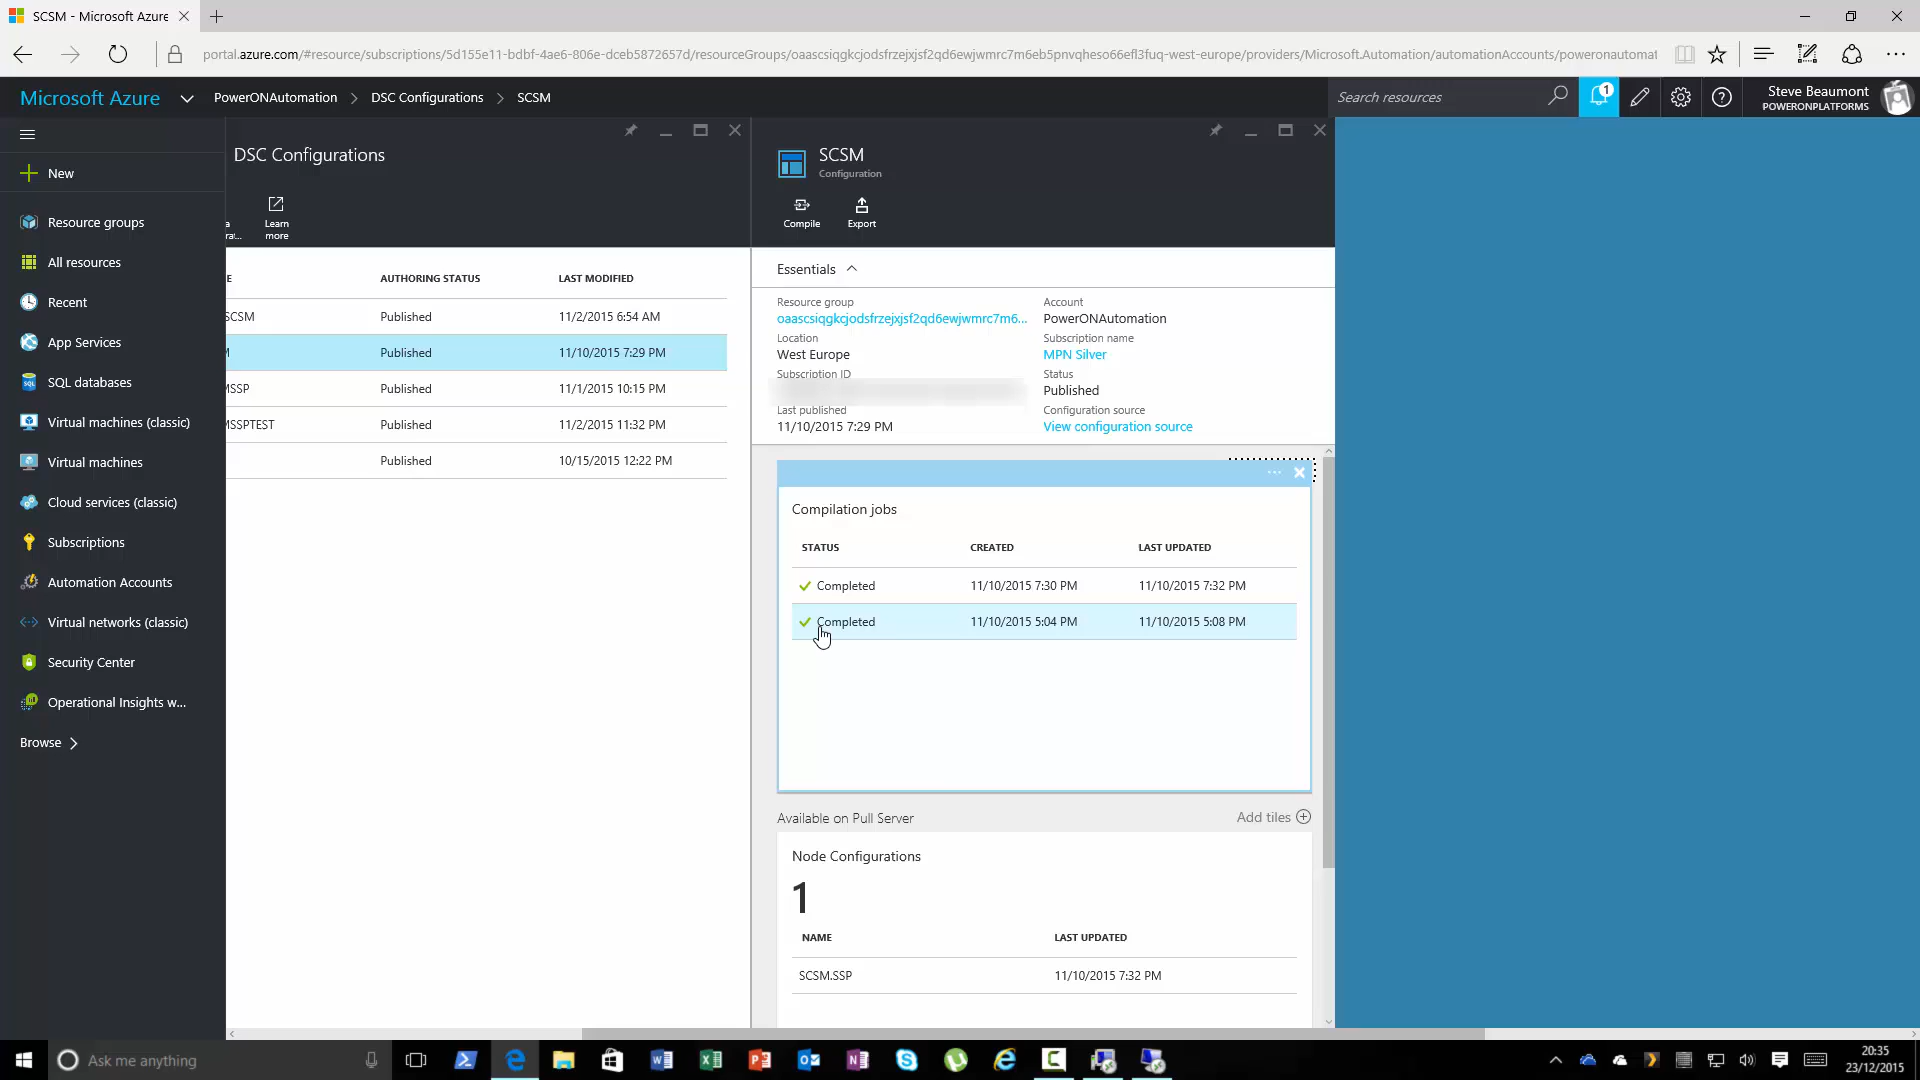 SCSM - Microsoft Azure
portal.azure.com/#resource/subscriptions/5d155e11-bdbf-4ae6-806e-dceb5872657d/resourceGroups/oaascsiqgkcjodsfrzejxjsf2qd6ewjwmrc7m6eb5pnvqheso66efl3fuq-west-europe/providers/Microsoft.Automation/automationAccounts/poweronautomat
Microsoft Azure
PowerONAutomation > DSC Configurations > SCSM
Search resources
1
Steve Beaumont
POWERONPLATFORMS
New
Resource groups
All resources
Recent
App Services
SQL databases
Virtual machines (classic)
Virtual machines
Cloud services (classic)
Subscriptions
Automation Accounts
Virtual networks (classic)
Security Center
Operational Insights w...
Browse
DSC Configurations
a
rat...
Learn
more
E AUTHORING STATUS LAST MODIFIED
SCSM Published 11/2/2015 6:54 AM
M Published 11/10/2015 7:29 PM
MSSP Published 11/1/2015 10:15 PM
MSSPTEST Published 11/2/2015 11:32 PM
Published 10/15/2015 12:22 PM
SCSM
Configuration
Compile
Export
Essentials
Resource group
oaascsiqgkcjodsfrzejxjsf2qd6ewjwmrc7m6...
Location
West Europe
Subscription ID
Last published
11/10/2015 7:29 PM
Account
PowerONAutomation
Subscription name
MPN Silver
Status
Published
Configuration source
View configuration source
Compilation jobs
STATUS CREATED LAST UPDATED
Completed 11/10/2015 7:30 PM 11/10/2015 7:32 PM
Completed 11/10/2015 5:04 PM 11/10/2015 5:08 PM
Available on Pull Server
Add tiles
Node Configurations
1
NAME LAST UPDATED
SCSM.SSP 11/10/2015 7:32 PM
Ask me anything
20:35
23/12/2015